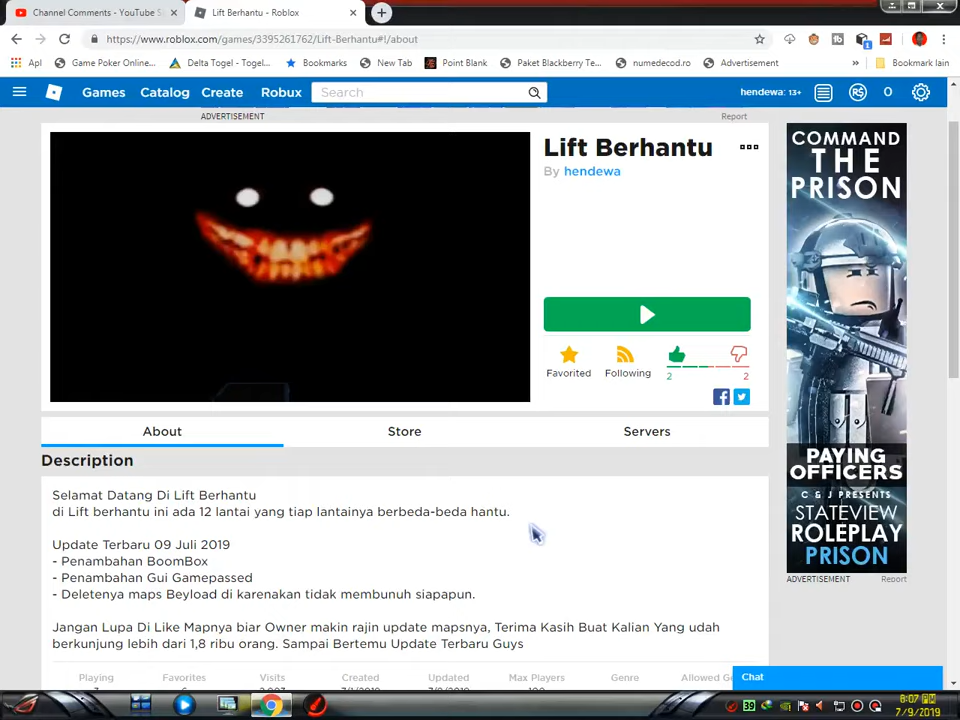 Channel Comments - YouTube S
Lift Berhantu - Roblox
https://www.roblox.com/games/3395261762/Lift-Berhantu#!/about
Apl
Game Poker Onlin...
Delta Togel - Togel...
Bookmarks
New Tab
Point Blank
Paket Blackberry Te...
numedecod.ro
Advertisement
»
Bookmark lain
Games
Catalog
Create
Robux
Search
hendewa: 13+
R$
0
ADVERTISEMENT
Report
Lift Berhantu
By hendewa
Favorited
Following
2
2
About
Store
Servers
Description
Selamat Datang Di Lift Berhantu
di Lift berhantu ini ada 12 lantai yang tiap lantainya berbeda-beda hantu.
Update Terbaru 09 Juli 2019
- Penambahan BoomBox
- Penambahan Gui Gamepassed
- Deletenya maps Beyload di karenakan tidak membunuh siapapun.
Jangan Lupa Di Like Mapnya biar Owner makin rajin update mapsnya, Terima Kasih Buat Kalian Yang udah
berkunjung lebih dari 1,8 ribu orang. Sampai Bertemu Update Terbaru Guys
Playing
Favorites
Visits
Created
Updated
Max Players
Genre
Allowed
COMMAND
THE
PRISON
PAYING
OFFICERS
C & J PRESENTS
STATEVIEW
ROLEPLAY
PRISON
ADVERTISEMENT
Report
Chat
39
8:07 PM
7/9/2019